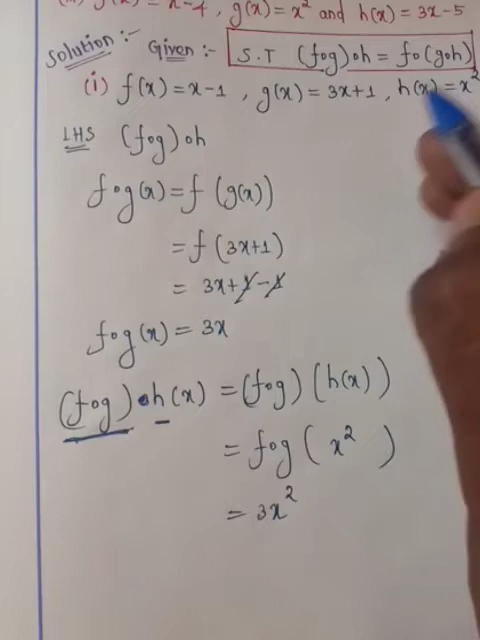 g(x) = x², and h(x) = 3x-5
Solution:- Given:- S.T (fog)oh = fo(goh)
(i) f(x) = x-1, g(x) = 3x+1, h(x) = x²
LHS (fog)oh
fog(x) = f(g(x))
= f(3x+1)
= 3x+1-1
fog(x) = 3x
(fog)oh(x) = (fog)(h(x))
= fog(x²)
= 3x²